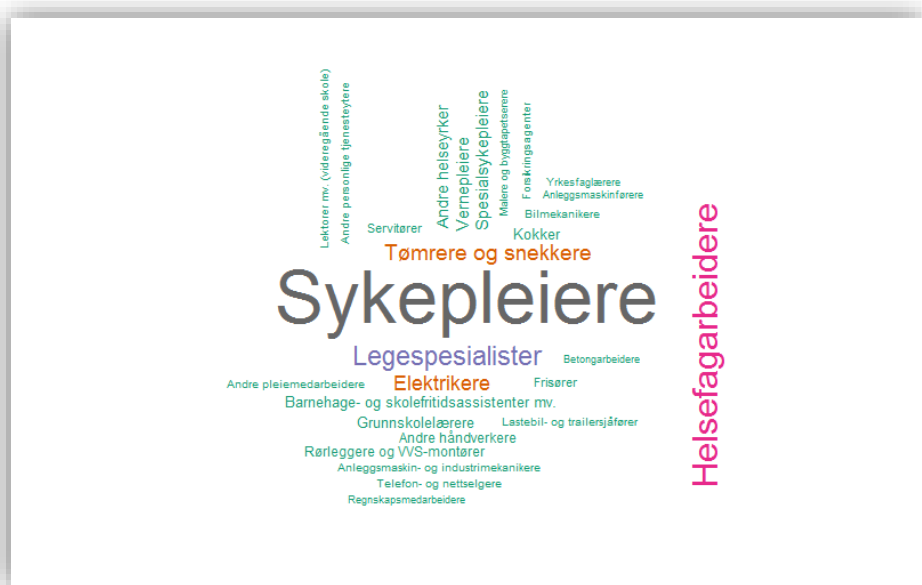 Lektorer mv. (videregående skole)
Andre personlige tjenesteytere
Servitører
Andre helseyrker
Vernepleiere
Spesialsykepleiere
Malere og byggtapetserere
Forsikringsagenter
Yrkesfaglærere
Anleggsmaskinførere
Bilmekanikere
Kokker
Tømrere og snekkere
Sykepleiere
Helsefagarbeidere
Legespesialister
Betongarbeidere
Andre pleiemedarbeidere
Elektrikere
Frisører
Barnehage- og skolefritidsassistenter mv.
Grunnskolelærere
Lastebil- og trailersjåfører
Andre håndverkere
Rørleggere og VVS-montører
Anleggsmaskin- og industrimekanikere
Telefon- og nettselgere
Regnskapsmedarbeidere